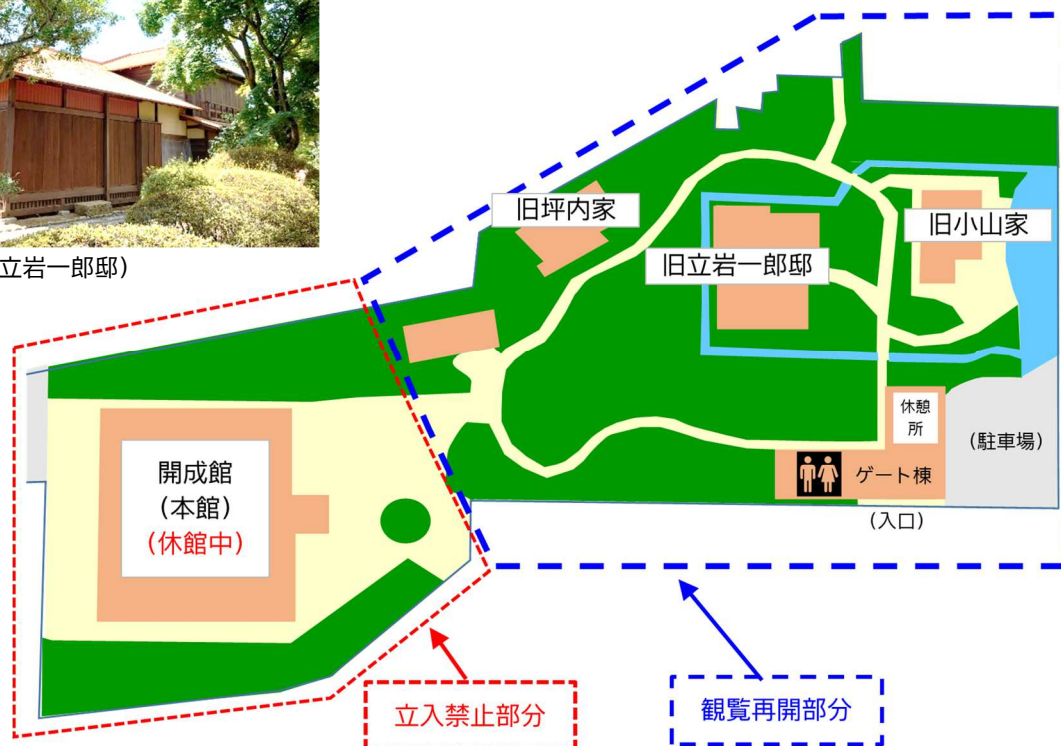 立岩一郎邸)
旧坪内家
旧小山家
旧立岩一郎邸
休憩
所
(駐車場)
ゲート棟
(入口)
開成館
(本館)
(休館中)
立入禁止部分
観覧再開部分